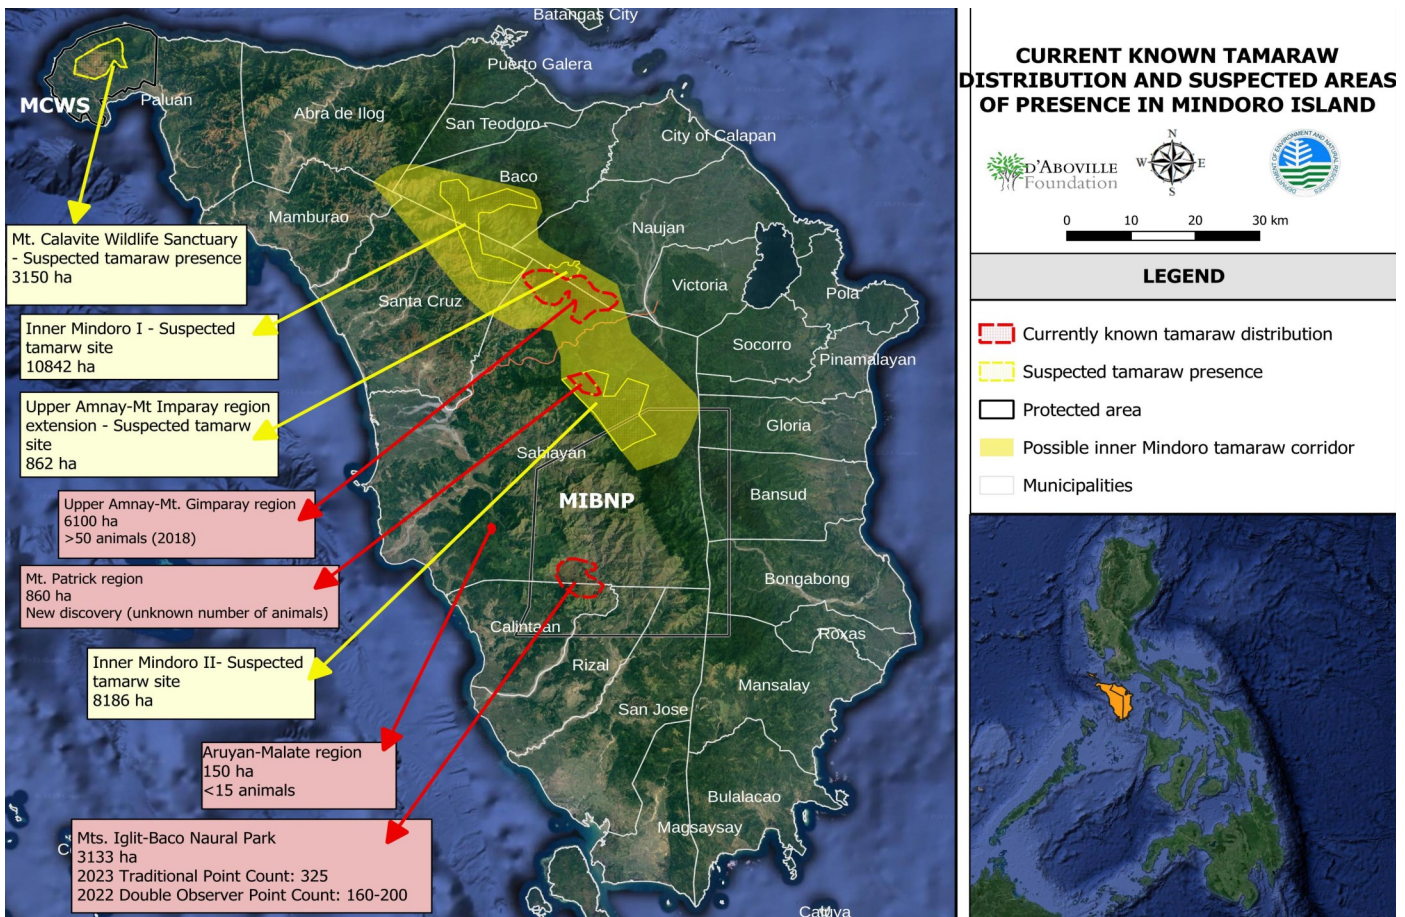 CURRENT KNOWN TAMARAW
DISTRIBUTION AND SUSPECTED AREAS
OF PRESENCE IN MINDORO ISLAND
D'ABOVILLE
Foundation
N
W
E
S
DEPARTMENT OF ENVIRONMENT AND NATURAL RESOURCES
0 10 20 30 km
LEGEND
Currently known tamaraw distribution
Suspected tamaraw presence
Protected area
Possible inner Mindoro tamaraw corridor
Municipalities
Batangas City
Puerto Galera
MCWS
Paluan
Abra de Ilog
San Teodoro
City of Calapan
Baco
Mamburao
Naujan
Santa Cruz
Victoria
Pola
Socorro
Pinamalayan
Gloria
Sablayan
MIBNP
Bansud
Bongabong
Calintaan
Roxas
Rizal
Mansalay
San Jose
Bulalacao
Magsaysay
Mt. Calavite Wildlife Sanctuary
- Suspected tamaraw presence
3150 ha
Inner Mindoro I - Suspected
tamarw site
10842 ha
Upper Amnay-Mt Imparay region
extension - Suspected tamarw
site
862 ha
Upper Amnay-Mt. Gimparay region
6100 ha
>50 animals (2018)
Mt. Patrick region
860 ha
New discovery (unknown number of animals)
Inner Mindoro II- Suspected
tamarw site
8186 ha
Aruyan-Malate region
150 ha
<15 animals
Mts. Iglit-Baco Naural Park
3133 ha
2023 Traditional Point Count: 325
2022 Double Observer Point Count: 160-200